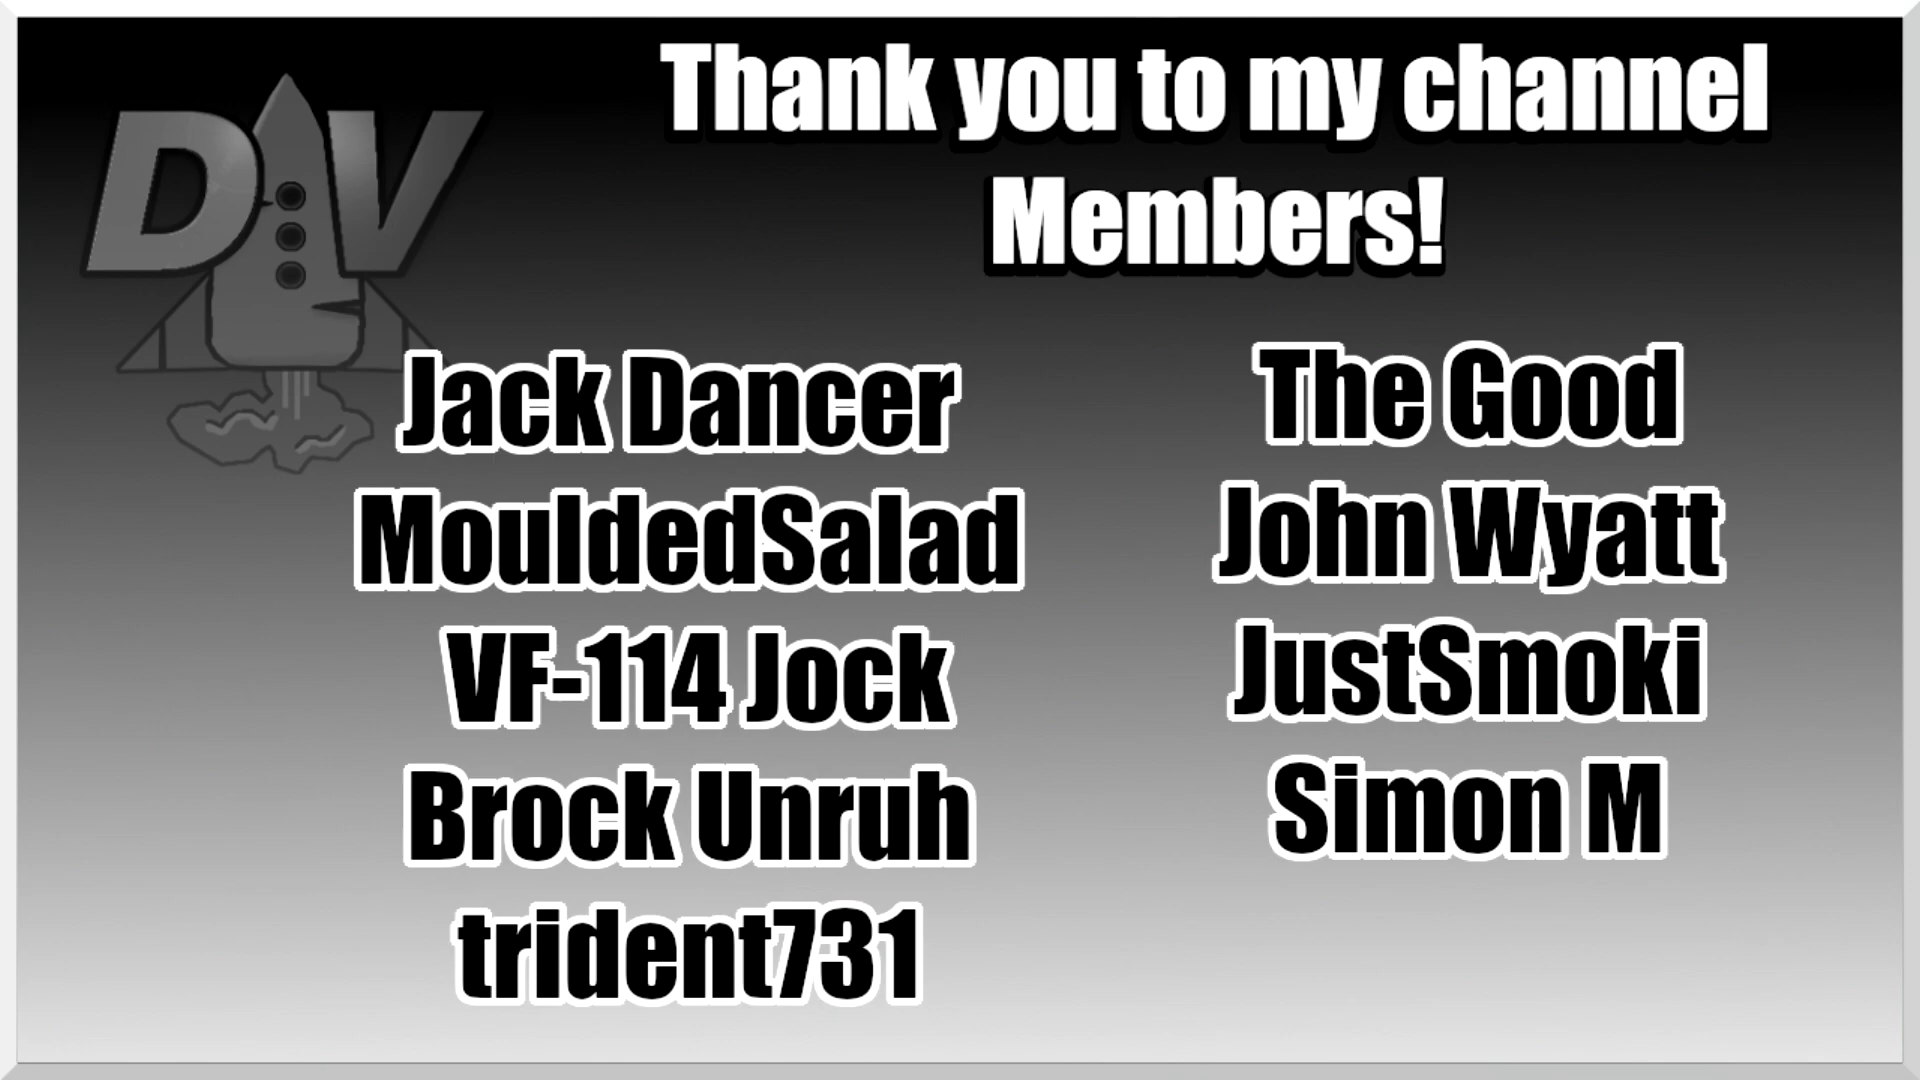 DV
Thank you to my channel
Members!
Jack Dancer
MouldedSalad
VF-114 Jock
Brock Unruh
trident731
The Good
John Wyatt
JustSmoki
Simon M